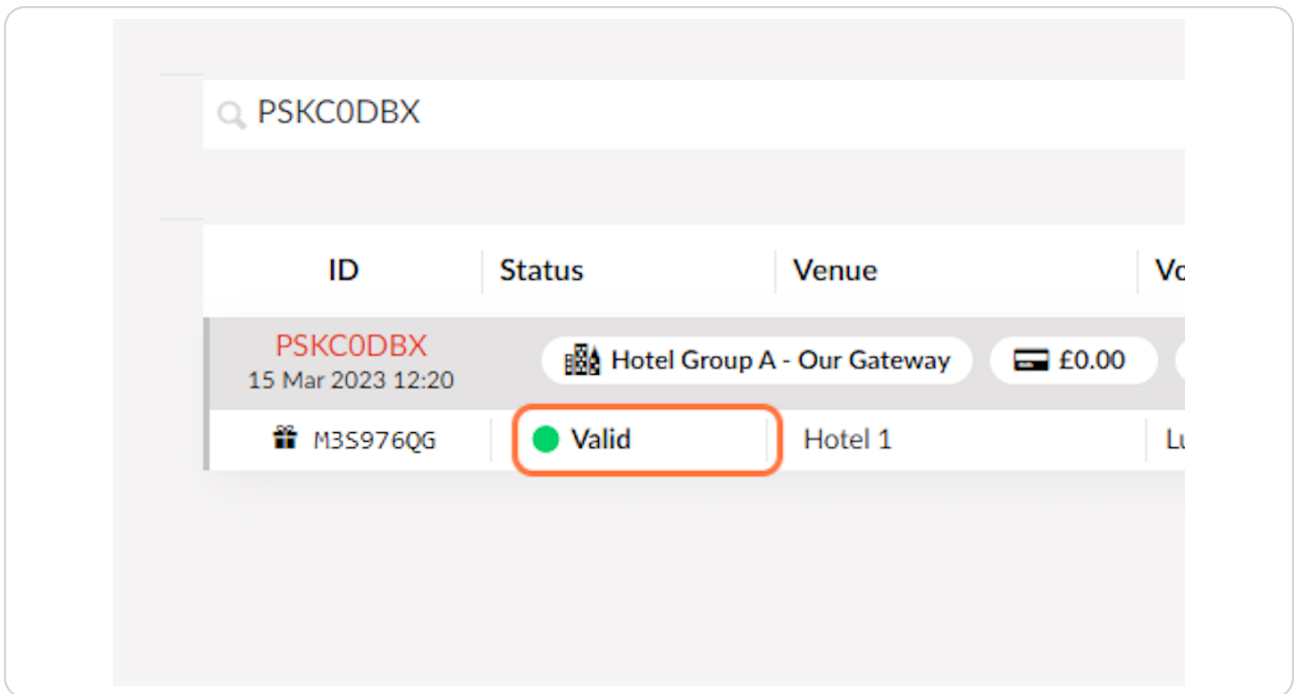 PSKC0DBX
ID Status Venue
PSKC0DBX
15 Mar 2023 12:20
Hotel Group A - Our Gateway £0.00
M3S976QG Valid Hotel 1